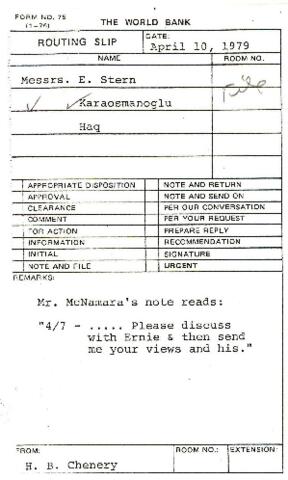 FORM NO. 75
(1-76)
THE WORLD BANK
ROUTING SLIP
DATE:
April 10, 1979
NAME
ROOM NO.
Messrs. E. Stern
Karaosmanoglu
Haq
File
APPROPRIATE DISPOSITION NOTE AND RETURN
APPROVAL NOTE AND SEND ON
CLEARANCE PER OUR CONVERSATION
COMMENT PER YOUR REQUEST
FOR ACTION PREPARE REPLY
INFORMATION RECOMMENDATION
INITIAL SIGNATURE
NOTE AND FILE URGENT
REMARKS:
Mr. McNamara's note reads:
"4/7 - ..... Please discuss
with Ernie & then send
me your views and his."
FROM:
ROOM NO.:
EXTENSION:
H. B. Chenery